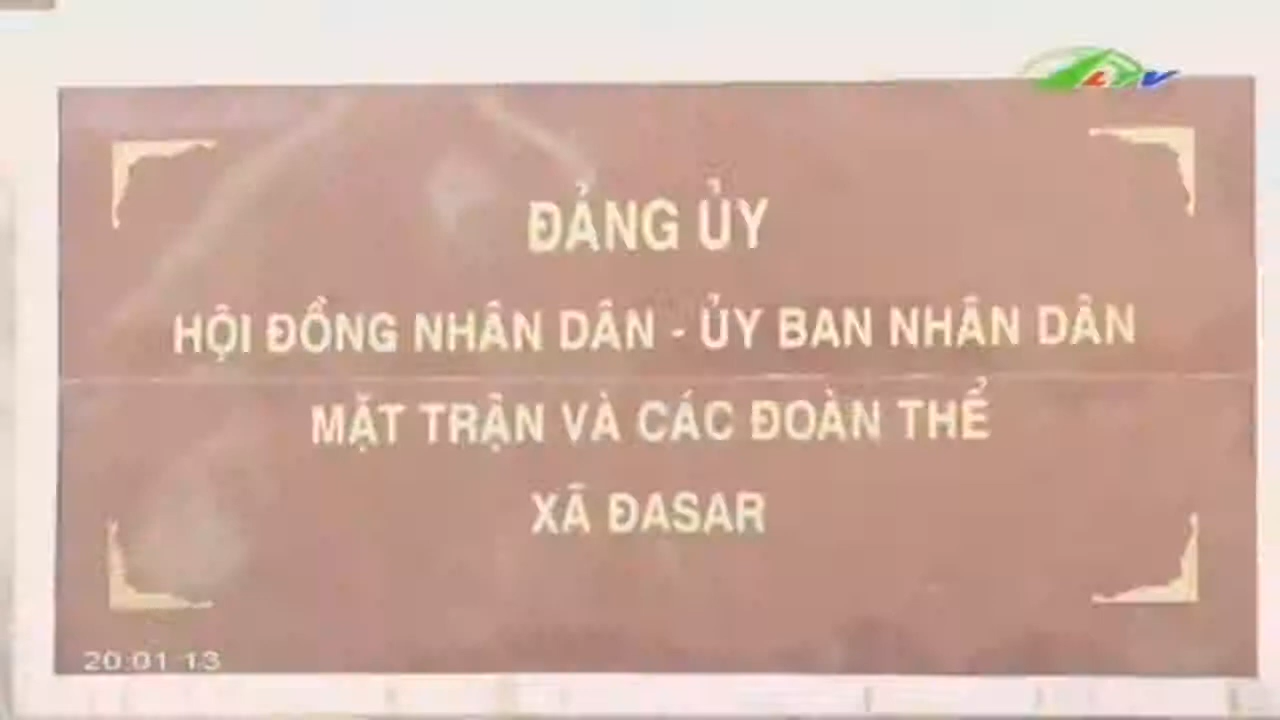 LTV
ĐẢNG ỦY
HỘI ĐỒNG NHÂN DÂN - ỦY BAN NHÂN DÂN
MẶT TRẬN VÀ CÁC ĐOÀN THỂ
XÃ ĐASAR
20:01:13